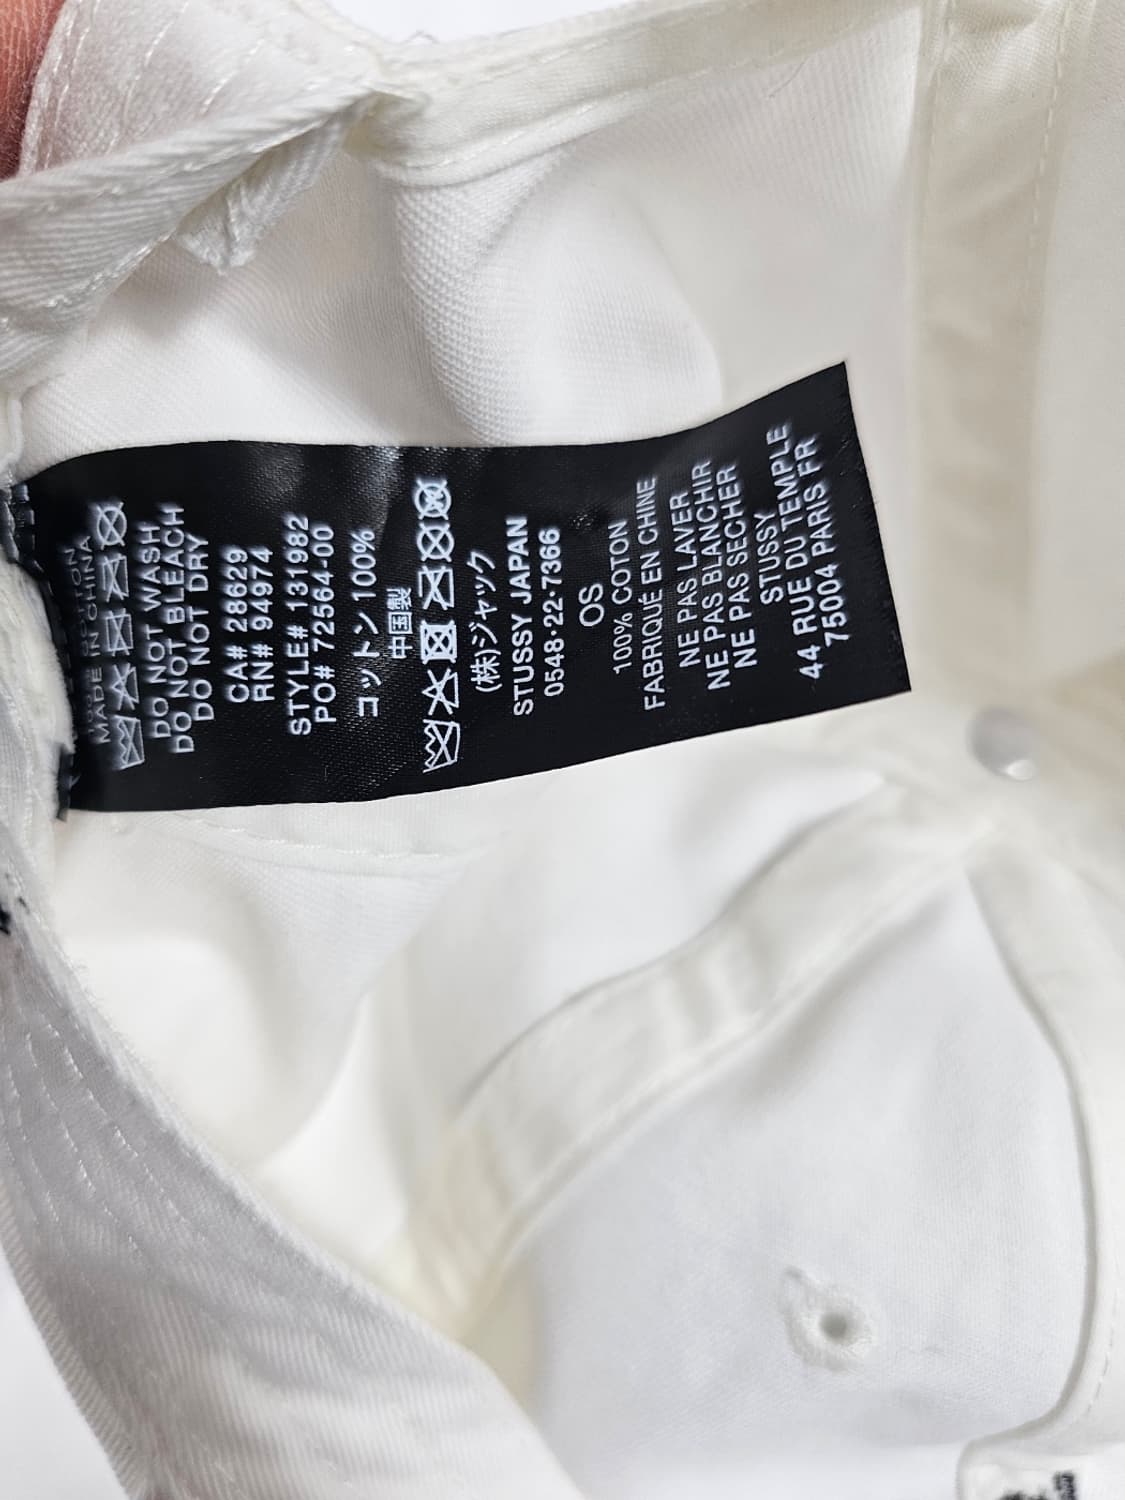 MADE IN CHINA
DO NOT WASH
DO NOT BLEACH
DO NOT DRY
CA# 28629
RN# 94974
STYLE# 131982
PO# 72564-00
コットン 100%
中国製
(株)ジャック
STUSSY JAPAN
0548-22-7366
OS
100% COTON
FABRIQUÉ EN CHINE
NE PAS LAVER
NE PAS BLANCHIR
NE PAS SECHER
STUSSY
44 RUE DU TEMPLE
75004 PARIS FR